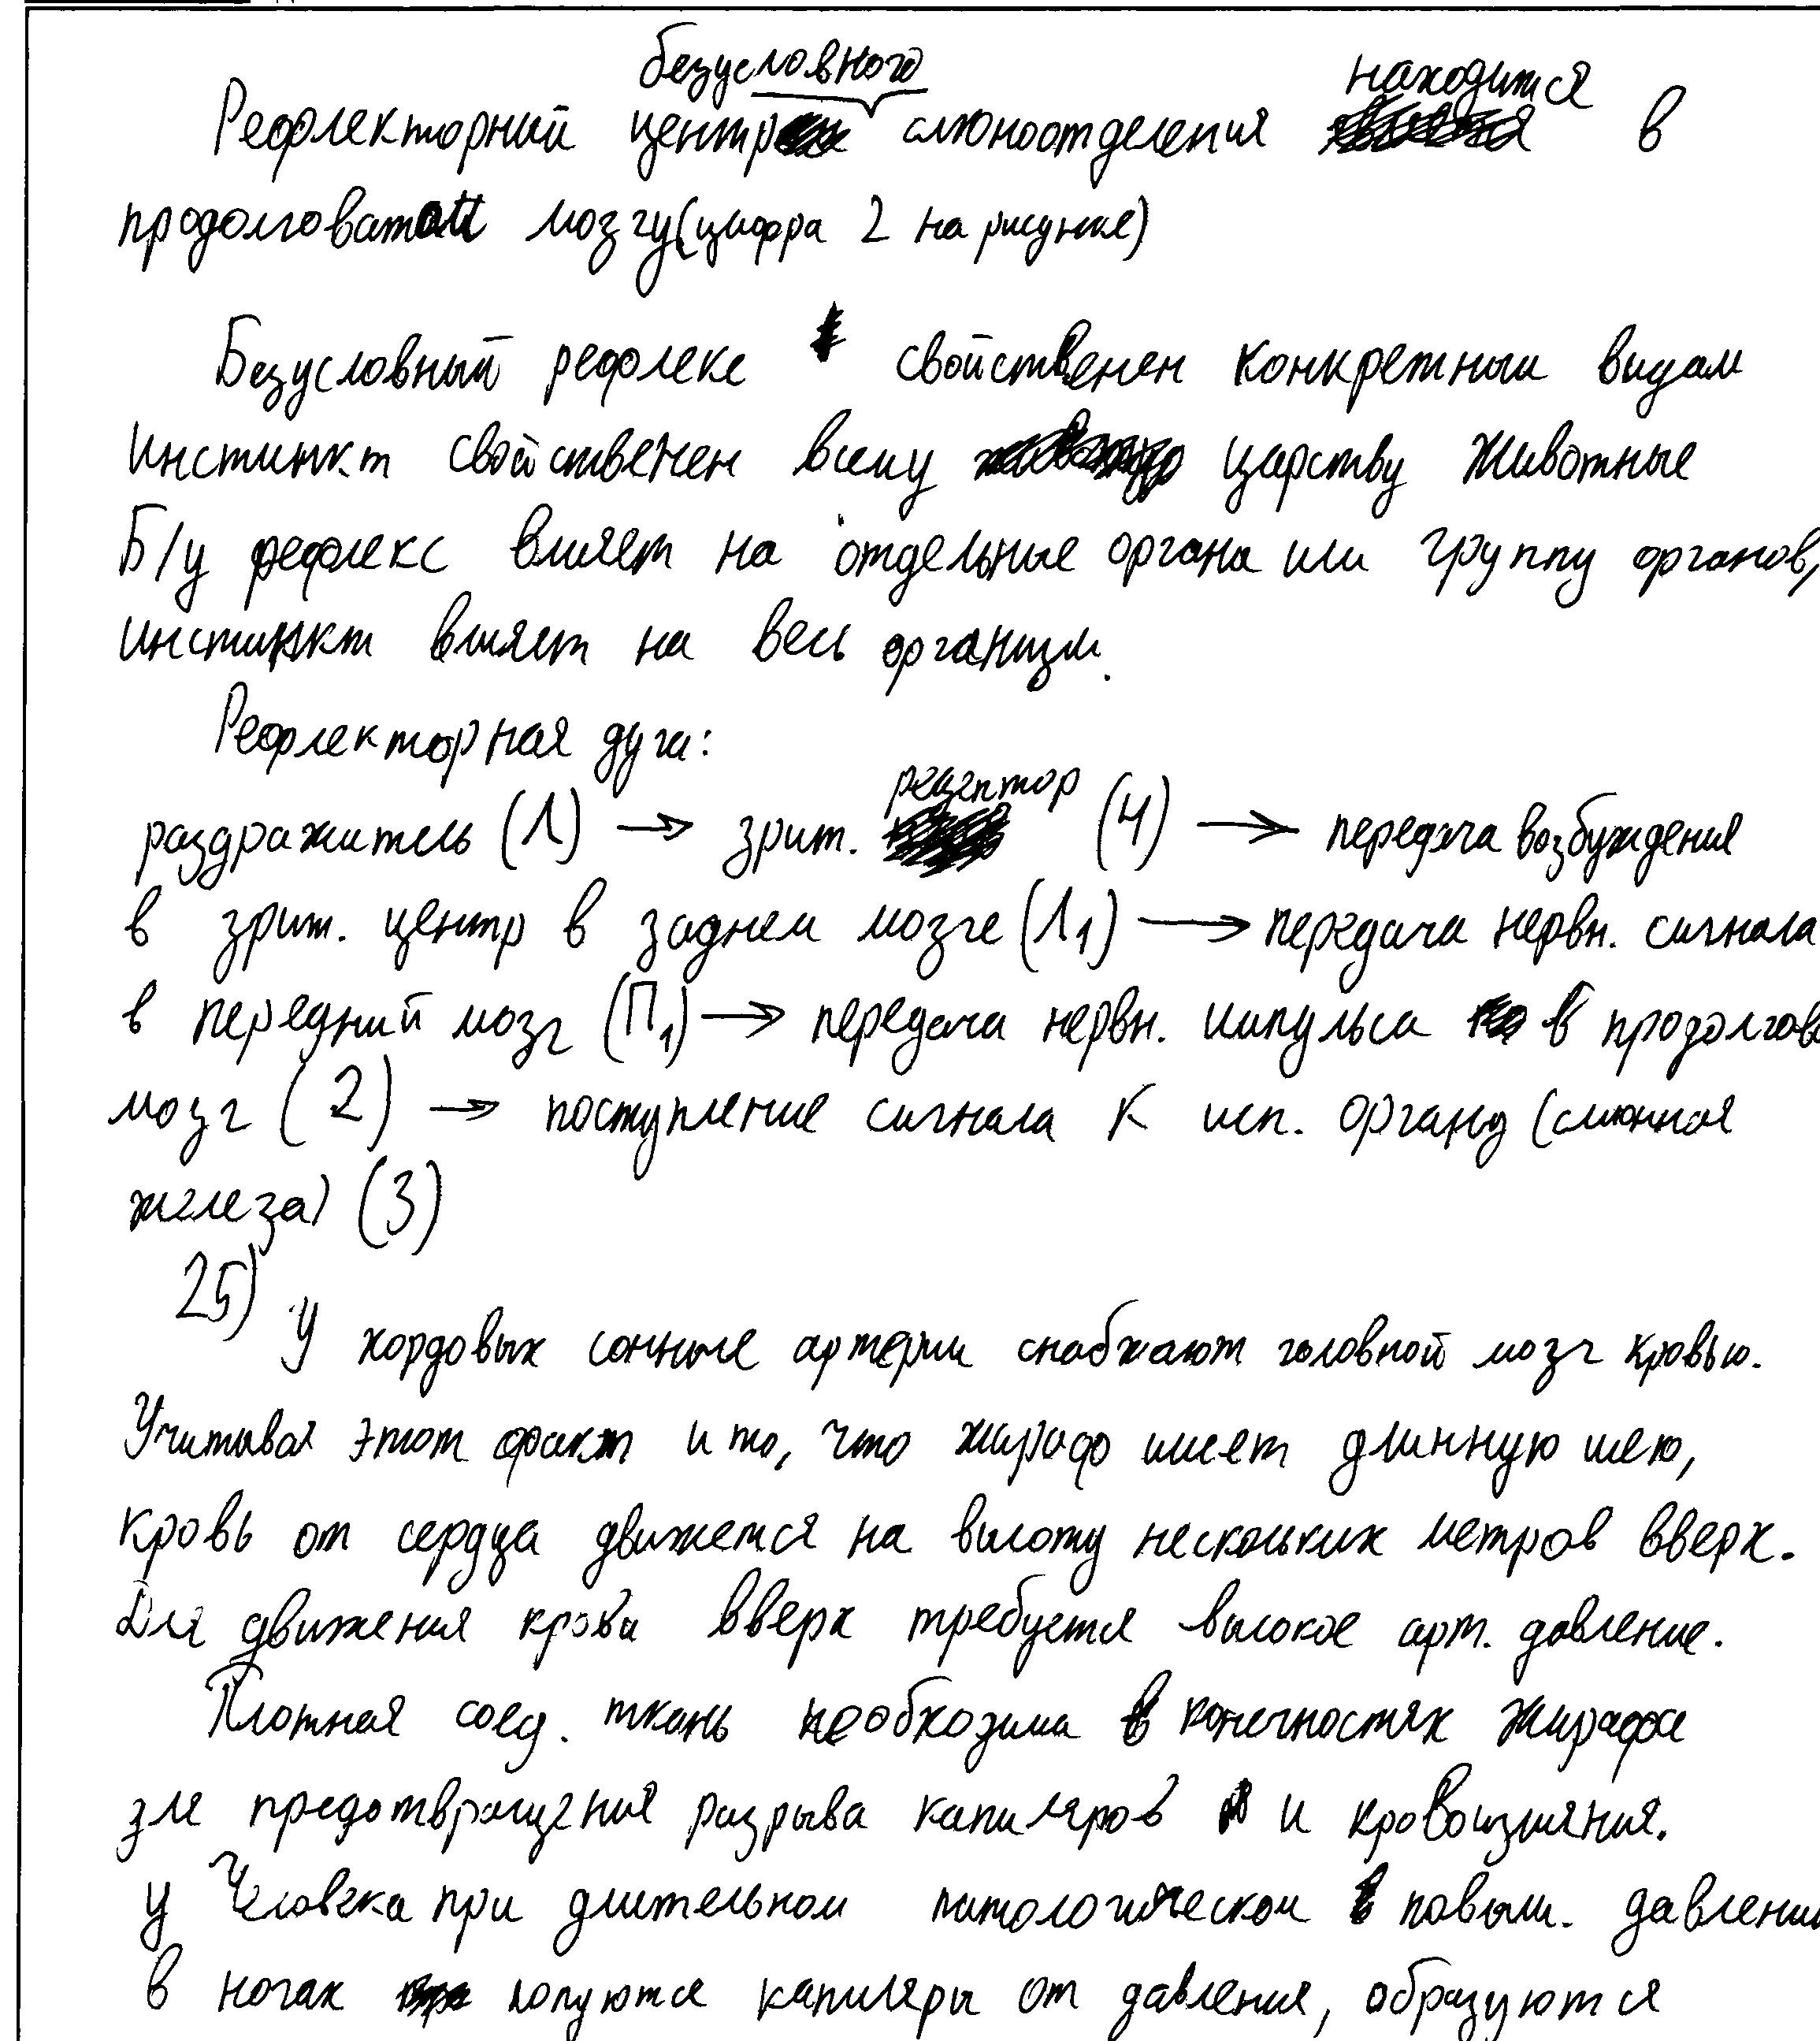 безусловного находится
Рефлекторный центр слюноотделения в
продолговатом мозгу (цифра 2 на рисунке)
Безусловный рефлекс свойственен конкретным видам
Инстинкт свойственен всему царству Животные
Б/у рефлекс влияет на отдельные органы или группу органов,
инстинкт влияет на весь организм.
Рефлекторная дуга:
рецептор
раздражитель (Л) → зрит. (4) → передача возбуждения
в зрит. центр в заднем мозге (Л1) → передача нервн. сигнала
в передний мозг (П1) → передача нервн. импульса в продолгов
мозг (2) → поступление сигнала к исп. органу (слюнная
железа) (3)
25)
У хордовых сонные артерии снабжают головной мозг кровью.
Учитывая этот факт и то, что жираф имеет длинную шею,
кровь от сердца движется на высоту нескольких метров вверх.
Для движения крови вверх требуется высокое арт. давление.
Плотная соед. ткань необходима в конечностях жирафа
для предотвращения разрыва капиляров и кровоизлияния.
У человека при длительном патологическом повыш. давлении
в ногах лопуются капиляры от давления, образуются